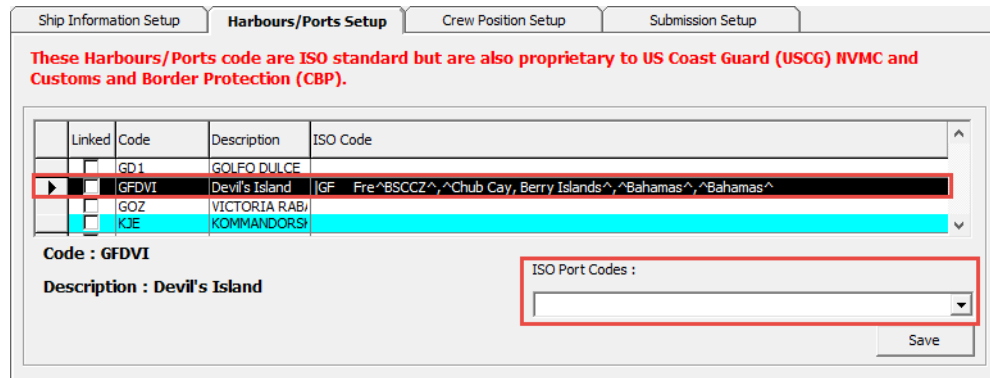 Ship Information Setup Harbours/Ports Setup Crew Position Setup Submission Setup
These Harbours/Ports code are ISO standard but are also proprietary to US Coast Guard (USCG) NVMC and
Customs and Border Protection (CBP).
Linked Code Description ISO Code
GD1 GOLFO DULCE
GFDVI Devil's Island |GF Fre^BSCCZ^,^Chub Cay, Berry Islands^,^Bahamas^,^Bahamas^
GOZ VICTORIA RAB
KJE KOMMANDORSK
Code : GFDVI
Description : Devil's Island
ISO Port Codes :
Save